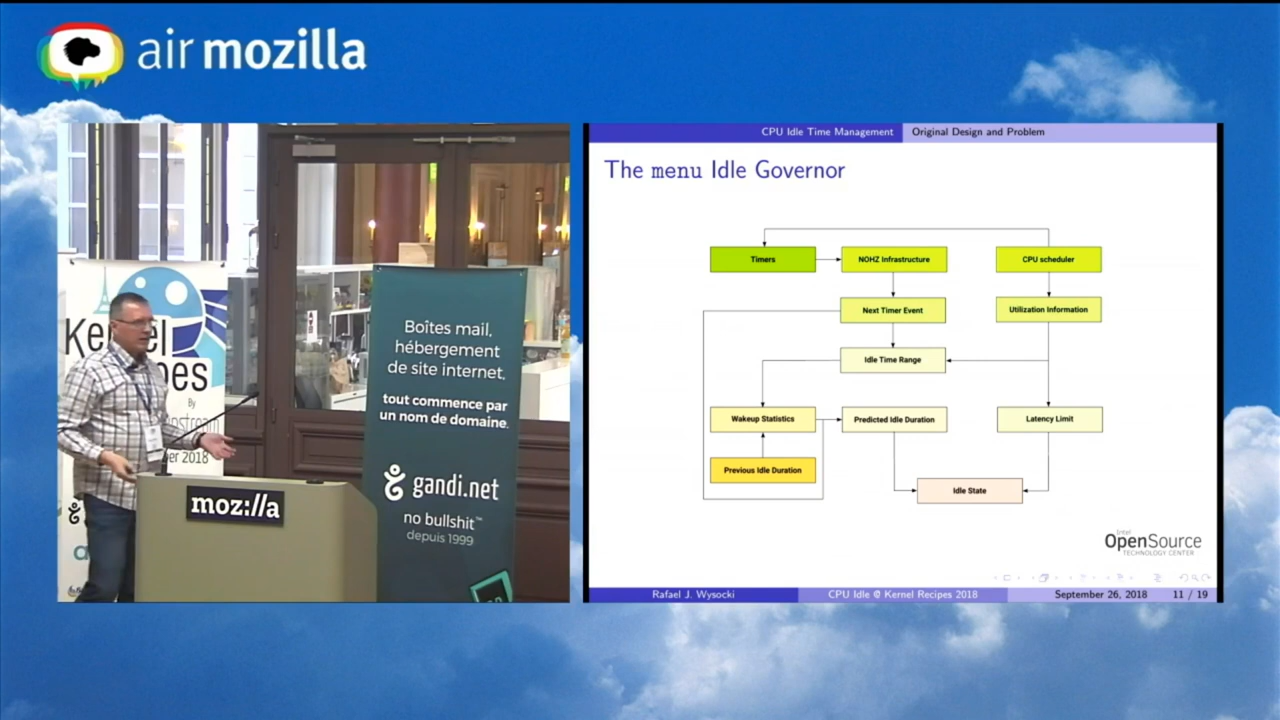 air mozilla
Kernel
By
2018
Boîtes mail,
hébergement
de site internet,
tout commence par
un nom de domaine.
gandi.net
no bullshit™
depuis 1999
moz://a
CPU Idle Time Management
Original Design and Problem
The menu Idle Governor
Timers
NOHZ Infrastructure
CPU scheduler
Next Timer Event
Utilization Information
Idle Time Range
Wakeup Statistics
Predicted Idle Duration
Latency Limit
Previous Idle Duration
Idle State
Intel
OpenSource
TECHNOLOGY CENTER
Rafael J. Wysocki
CPU Idle @ Kernel Recipes 2018
September 26, 2018
11 / 19